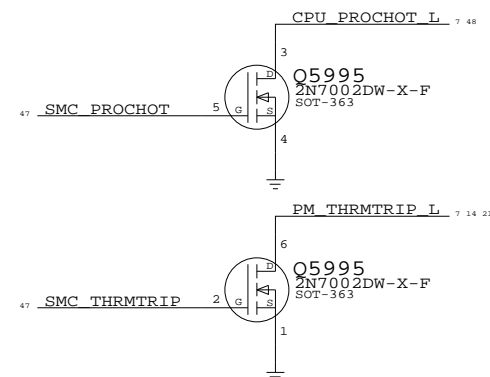 CPU_PROCHOT_L 7 48
3
D Q5995
2N7002DW-X-F
SOT-363
47 SMC_PROCHOT 5 G S
4
PM_THRMTRIP_L 7 14 21
6
D Q5995
2N7002DW-X-F
SOT-363
47 SMC_THRMTRIP 2 G S
1